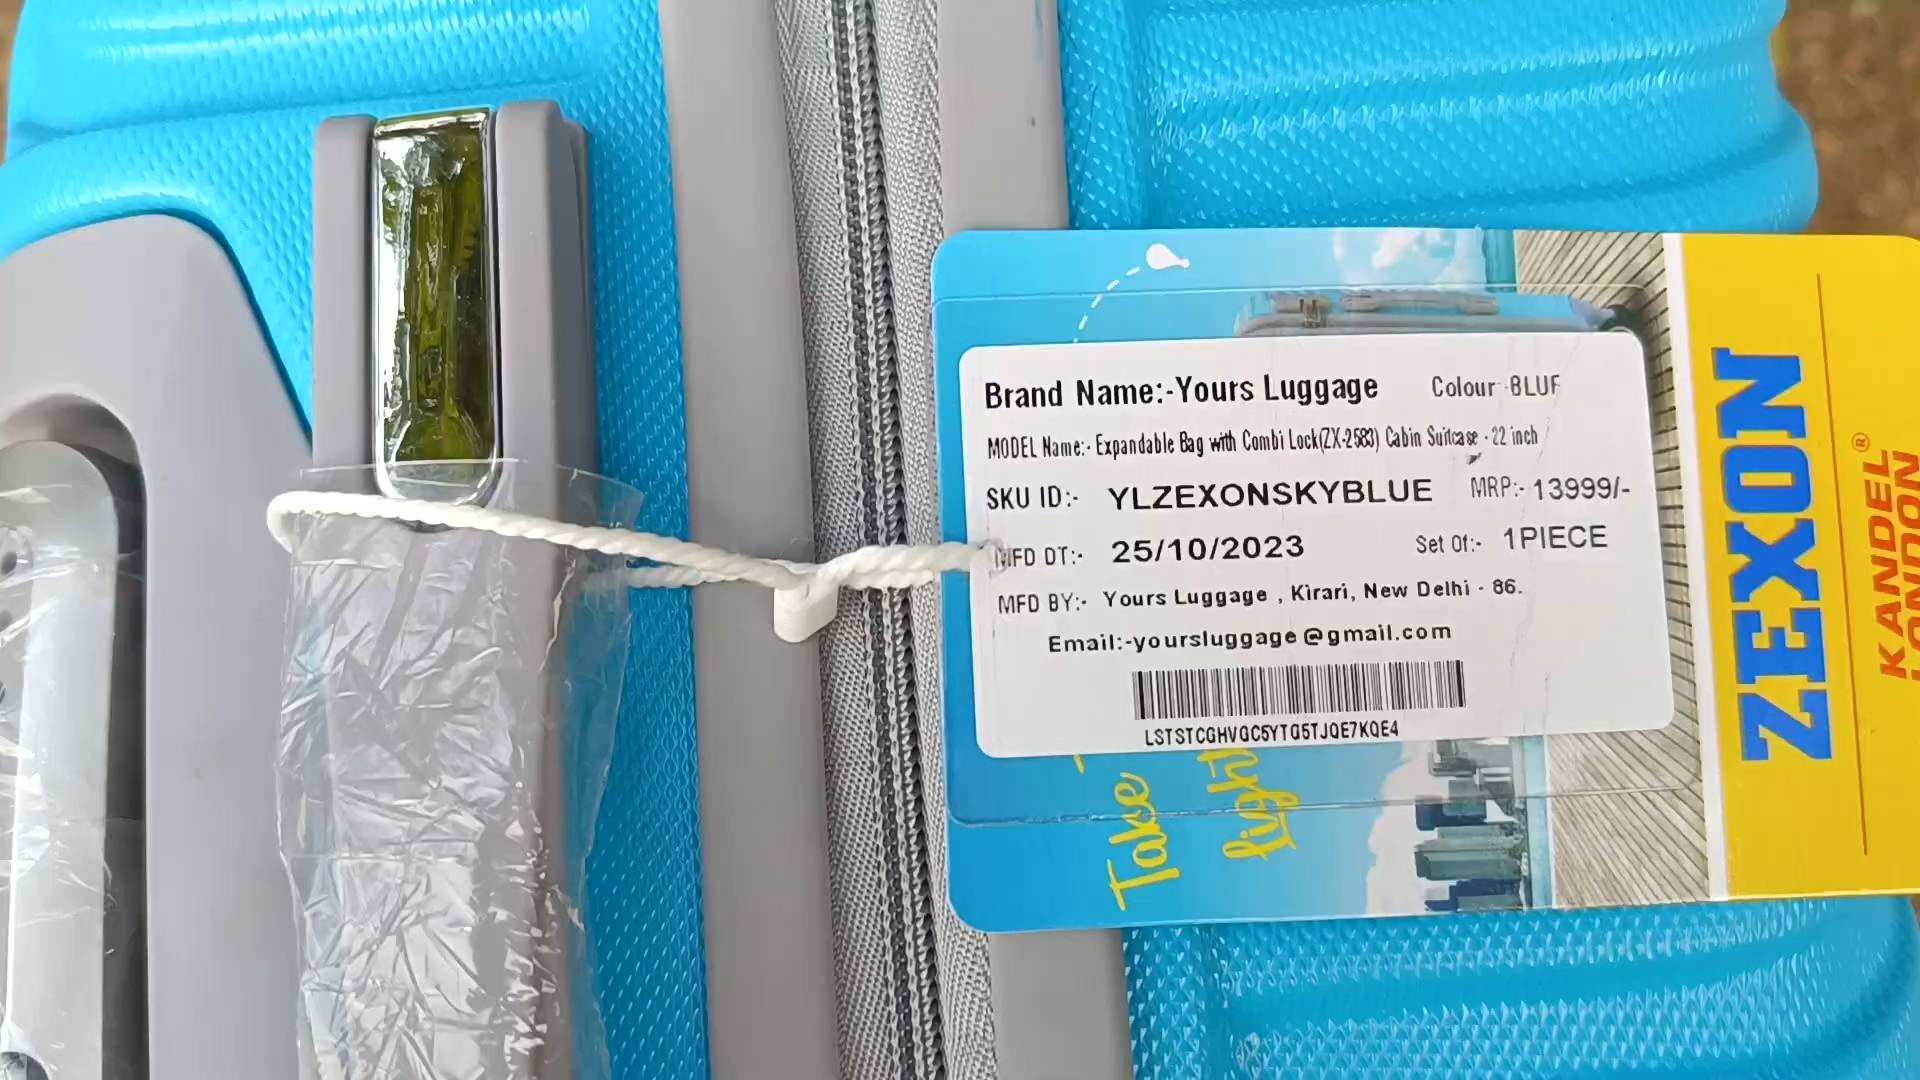 Brand Name:-Yours Luggage Colour -BLUE
MODEL Name:- Expandable Bag with Combi Lock(ZX-2583) Cabin Suitcase - 22 inch
SKU ID:- YLZEXONSKYBLUE MRP:- 13999/-
MFD DT:- 25/10/2023 Set Of:- 1PIECE
MFD BY:- Yours Luggage , Kirari, New Delhi - 86.
Email:-yoursluggage@gmail.com
LSTSTCGHVGC5YTG5TJQE7KQE4
Take
light
ZEXON
KANDEL®
LONDON